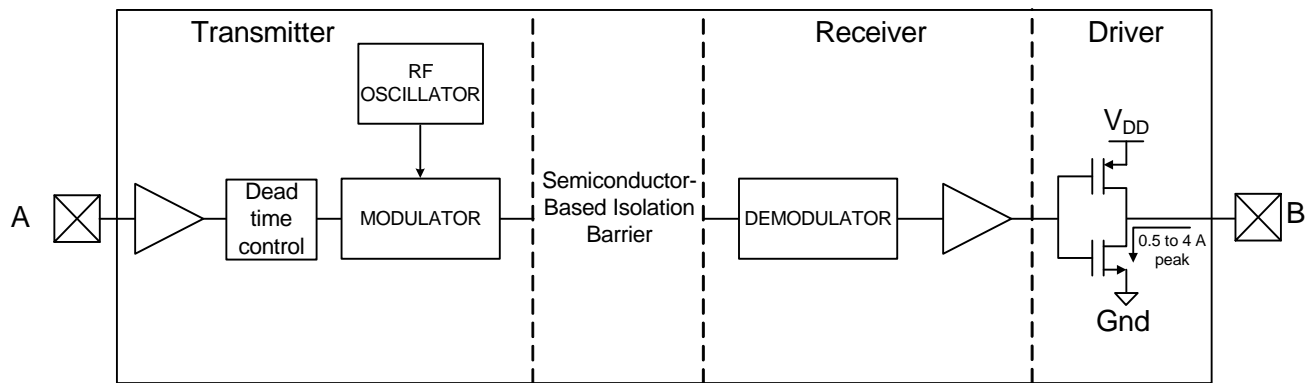 Transmitter
Receiver
Driver
RF
OSCILLATOR
V_DD
A
Dead
time
control
MODULATOR
Semiconductor-
Based Isolation
Barrier
DEMODULATOR
B
0.5 to 4 A
peak
Gnd